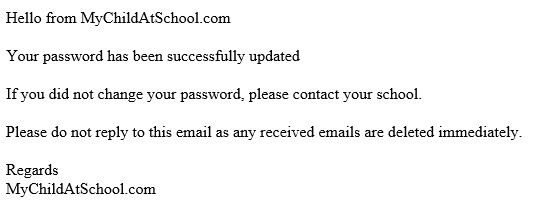 Hello from MyChildAtSchool.com
Your password has been successfully updated
If you did not change your password, please contact your school.
Please do not reply to this email as any received emails are deleted immediately.
Regards
MyChildAtSchool.com